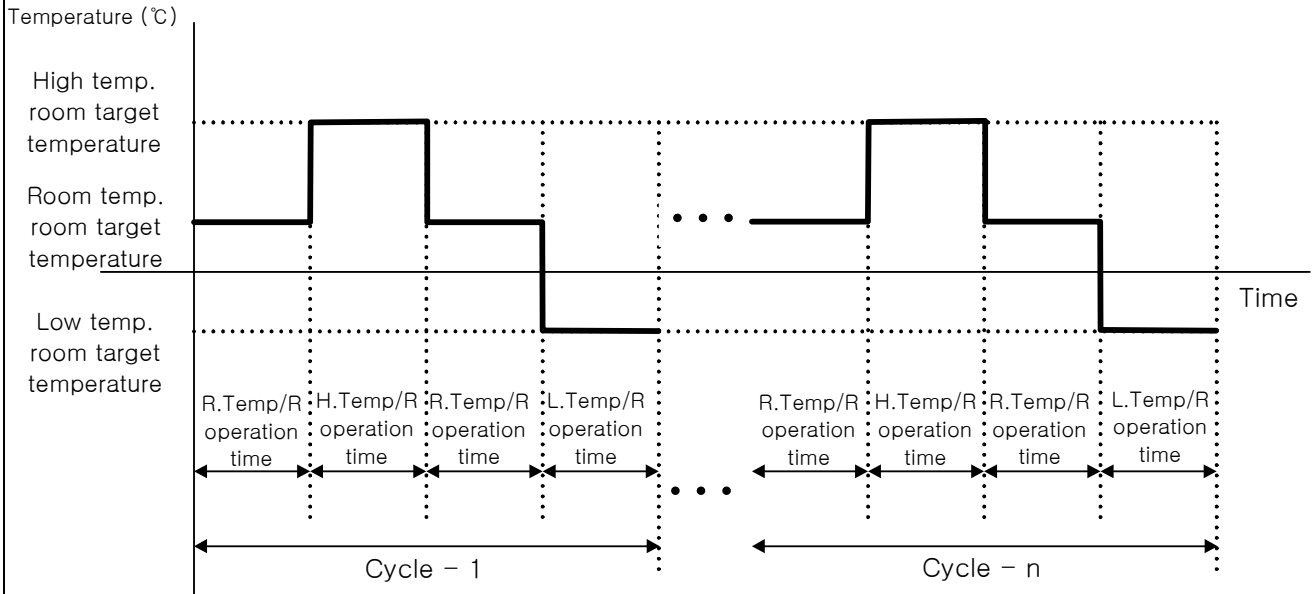 Temperature (℃)
High temp.
room target
temperature
Room temp.
room target
temperature
Low temp.
room target
temperature
Time
R.Temp/R
operation
time
H.Temp/R
operation
time
R.Temp/R
operation
time
L.Temp/R
operation
time
R.Temp/R
operation
time
H.Temp/R
operation
time
R.Temp/R
operation
time
L.Temp/R
operation
time
Cycle - 1
Cycle - n